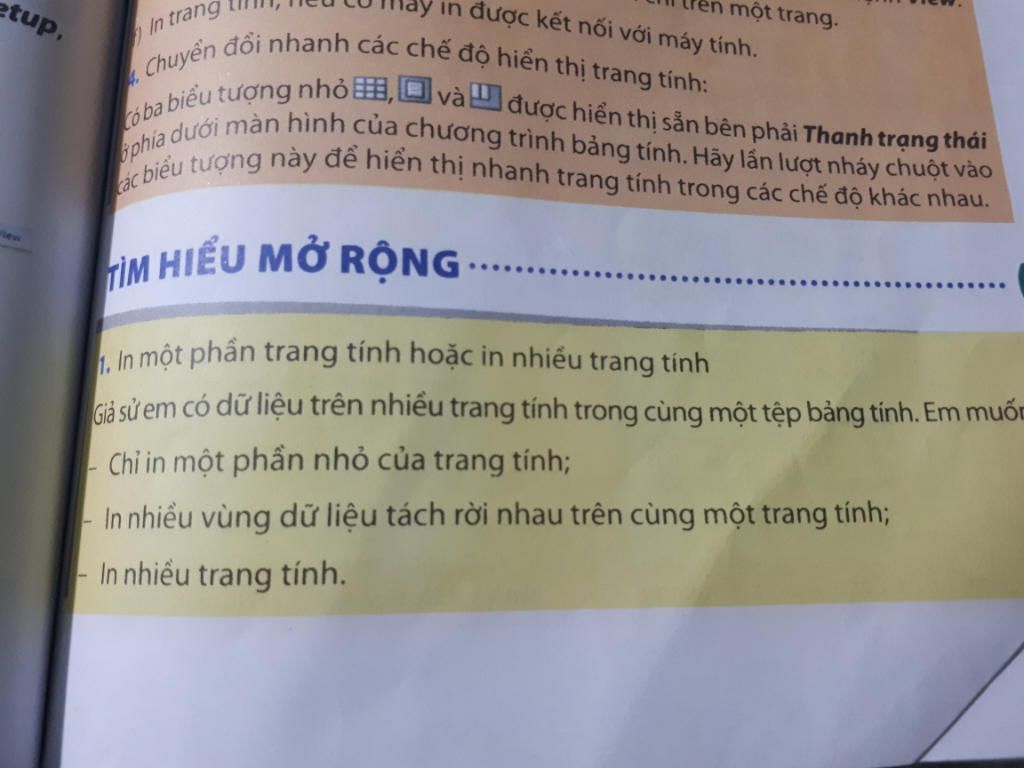 etup,
View.
trên một trang.
f) In trang tính, nếu có máy in được kết nối với máy tính.
4. Chuyển đổi nhanh các chế độ hiển thị trang tính:
Có ba biểu tượng nhỏ , và được hiển thị sẵn bên phải Thanh trạng thái
ở phía dưới màn hình của chương trình bảng tính. Hãy lần lượt nháy chuột vào
các biểu tượng này để hiển thị nhanh trang tính trong các chế độ khác nhau.
View
TÌM HIỂU MỞ RỘNG
1. In một phần trang tính hoặc in nhiều trang tính
Giả sử em có dữ liệu trên nhiều trang tính trong cùng một tệp bảng tính. Em muốn
- Chỉ in một phần nhỏ của trang tính;
- In nhiều vùng dữ liệu tách rời nhau trên cùng một trang tính;
- In nhiều trang tính.